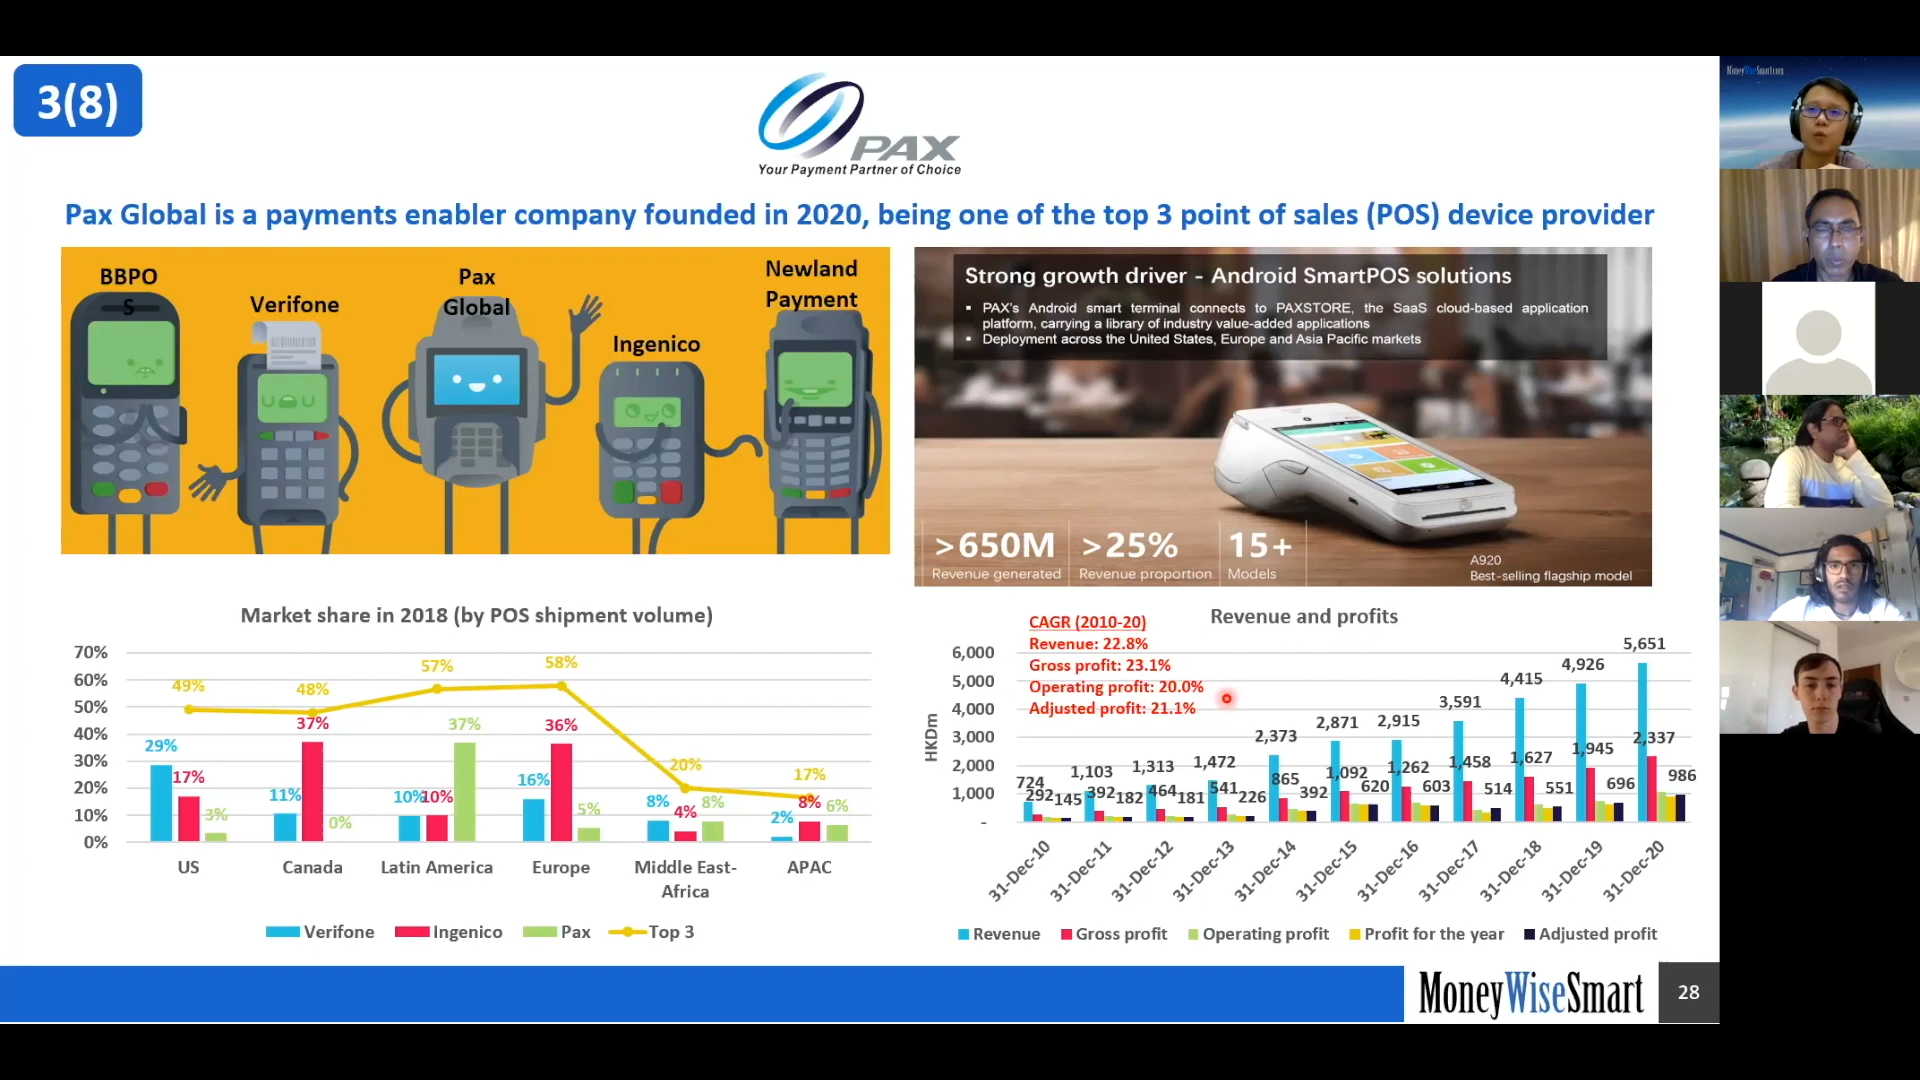 3(8)
PAX
Your Payment Partner of Choice
Pax Global is a payments enabler company founded in 2020, being one of the top 3 point of sales (POS) device provider
BBPO
S
Verifone
Pax
Global
Ingenico
Newland
Payment
Strong growth driver - Android SmartPOS solutions
▪ PAX's Android smart terminal connects to PAXSTORE, the SaaS cloud-based application
platform, carrying a library of industry value-added applications
▪ Deployment across the United States, Europe and Asia Pacific markets
>650M
Revenue generated
>25%
Revenue proportion
15+
Models
A920
Best-selling flagship model
Market share in 2018 (by POS shipment volume)
70%
60%
50%
40%
30%
20%
10%
0%
49% 48% 57% 58% 20% 17%
29% 17% 3%
11% 37% 0%
10% 10% 37%
16% 36% 5%
8% 4% 8%
2% 8% 6%
US Canada Latin America Europe Middle East- APAC
Africa
Verifone Ingenico Pax Top 3
Revenue and profits
CAGR (2010-20)
Revenue: 22.8%
Gross profit: 23.1%
Operating profit: 20.0%
Adjusted profit: 21.1%
HKDm
6,000
5,000
4,000
3,000
2,000
1,000
-
724 292 145
1,103 392 182
1,313 464 181
1,472 541 226
2,373 865 392
2,871 1,092 620
2,915 1,262 603
3,591 1,458 514
4,415 1,627 551
4,926 1,945 696
5,651 2,337 986
31-Dec-10 31-Dec-11 31-Dec-12 31-Dec-13 31-Dec-14 31-Dec-15 31-Dec-16 31-Dec-17 31-Dec-18 31-Dec-19 31-Dec-20
Revenue Gross profit Operating profit Profit for the year Adjusted profit
MoneyWiseSmart
28
MoneyWiseSmart.com